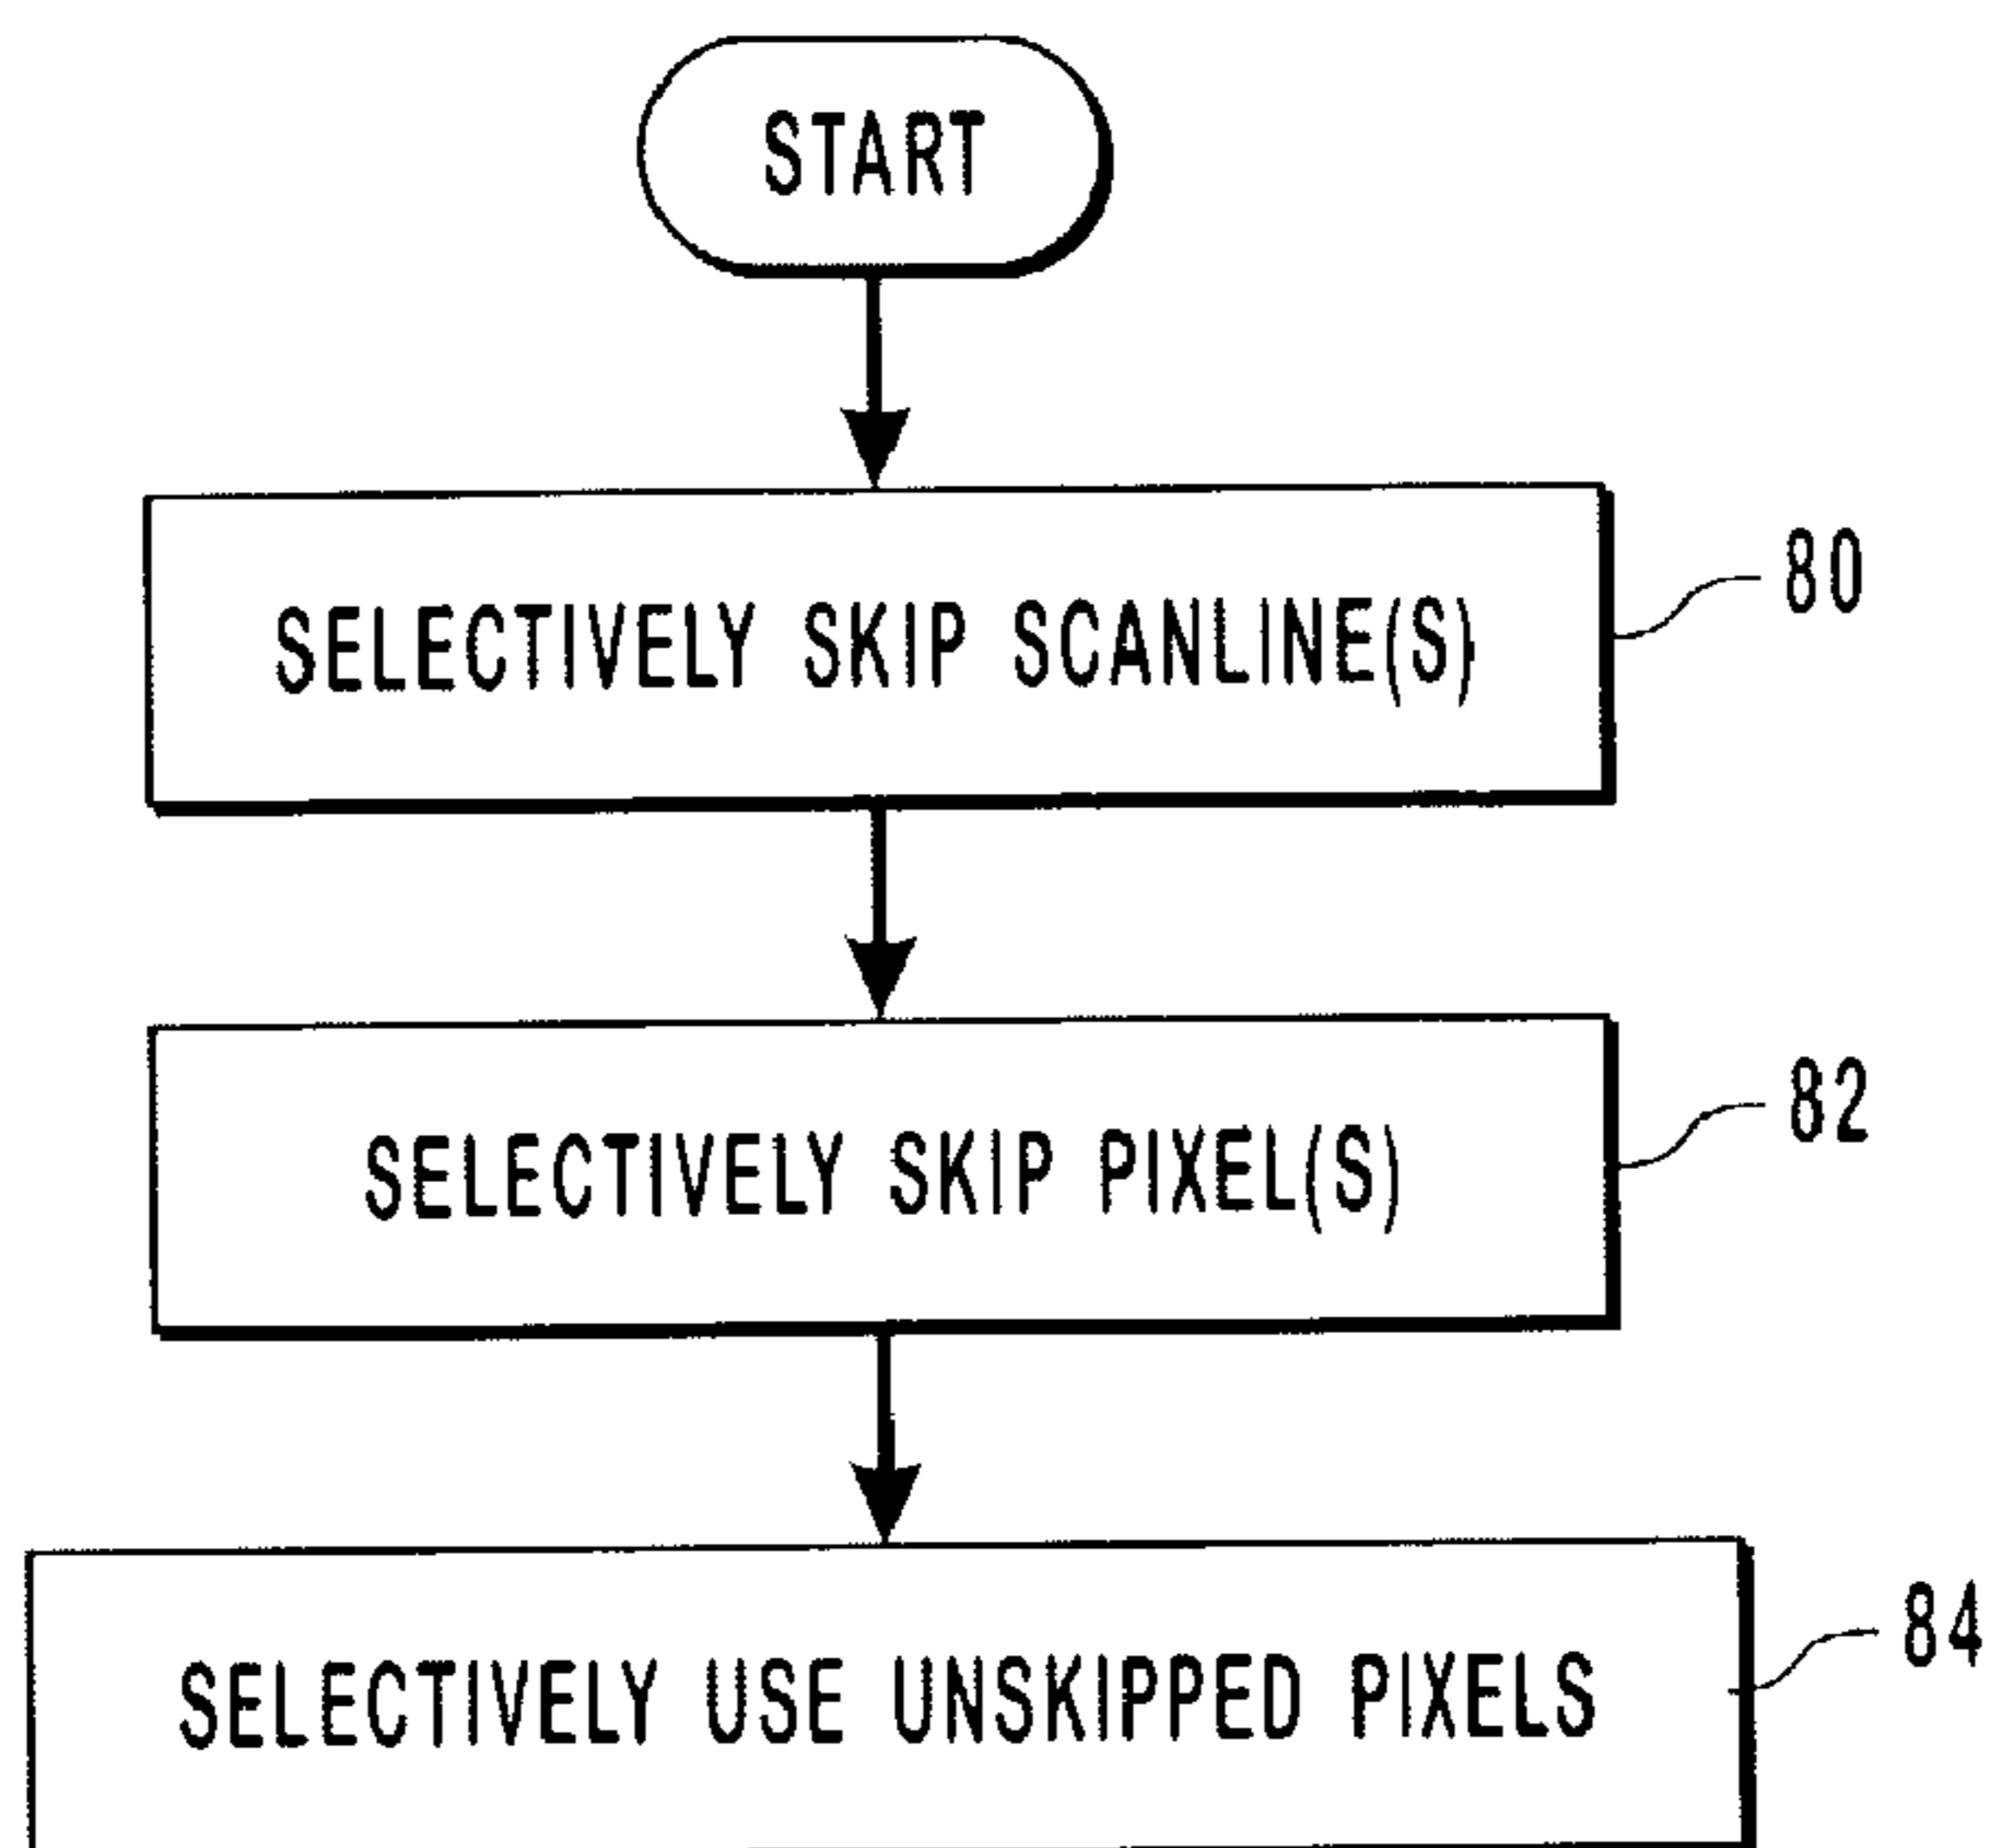 START
SELECTIVELY SKIP SCANLINE(S)
80
SELECTIVELY SKIP PIXEL(S)
82
SELECTIVELY USE UNSKIPPED PIXELS
84